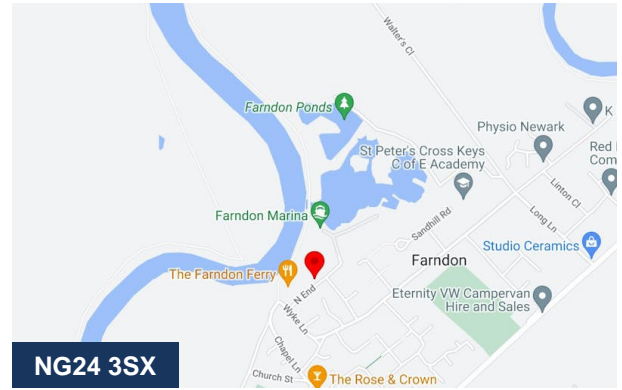 Walter's Cl
Farndon Ponds
K
Physio Newark
St Peter's Cross Keys
C of E Academy
Red
Com
Linton Cl
Farndon Marina
Sandhill Rd
Long Ln
Studio Ceramics
Farndon
The Farndon Ferry
N End
Eternity VW Campervan
Hire and Sales
Wyke Ln
Chapel Ln
NG24 3SX
Church St
The Rose & Crown